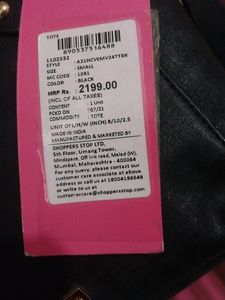 TOTE
8905375516488
1102532
STYLE : A21HCVEMV24TTBK
SIZE : SMALL
MC CODE : 1041
COLOR : BLACK
MRP Rs. : 2199.00
(INCL OF ALL TAXES)
CONTENT : 1 Unit
PCKD ON : 07/21
COMMODITY : TOTE
UNIT OF L/H/W (INCH) 8/10/2.5
MADE IN INDIA
MANUFACTURED & MARKETED BY
SHOPPERS STOP LTD.
5th Floor, Umang Tower,
Mindspace, Off link road, Malad (W),
Mumbai, Maharashtra - 400064
For any query, please contact our
customer care associate at above
address or call us at 18004196648
or write to us at
customercare@shoppersstop.com